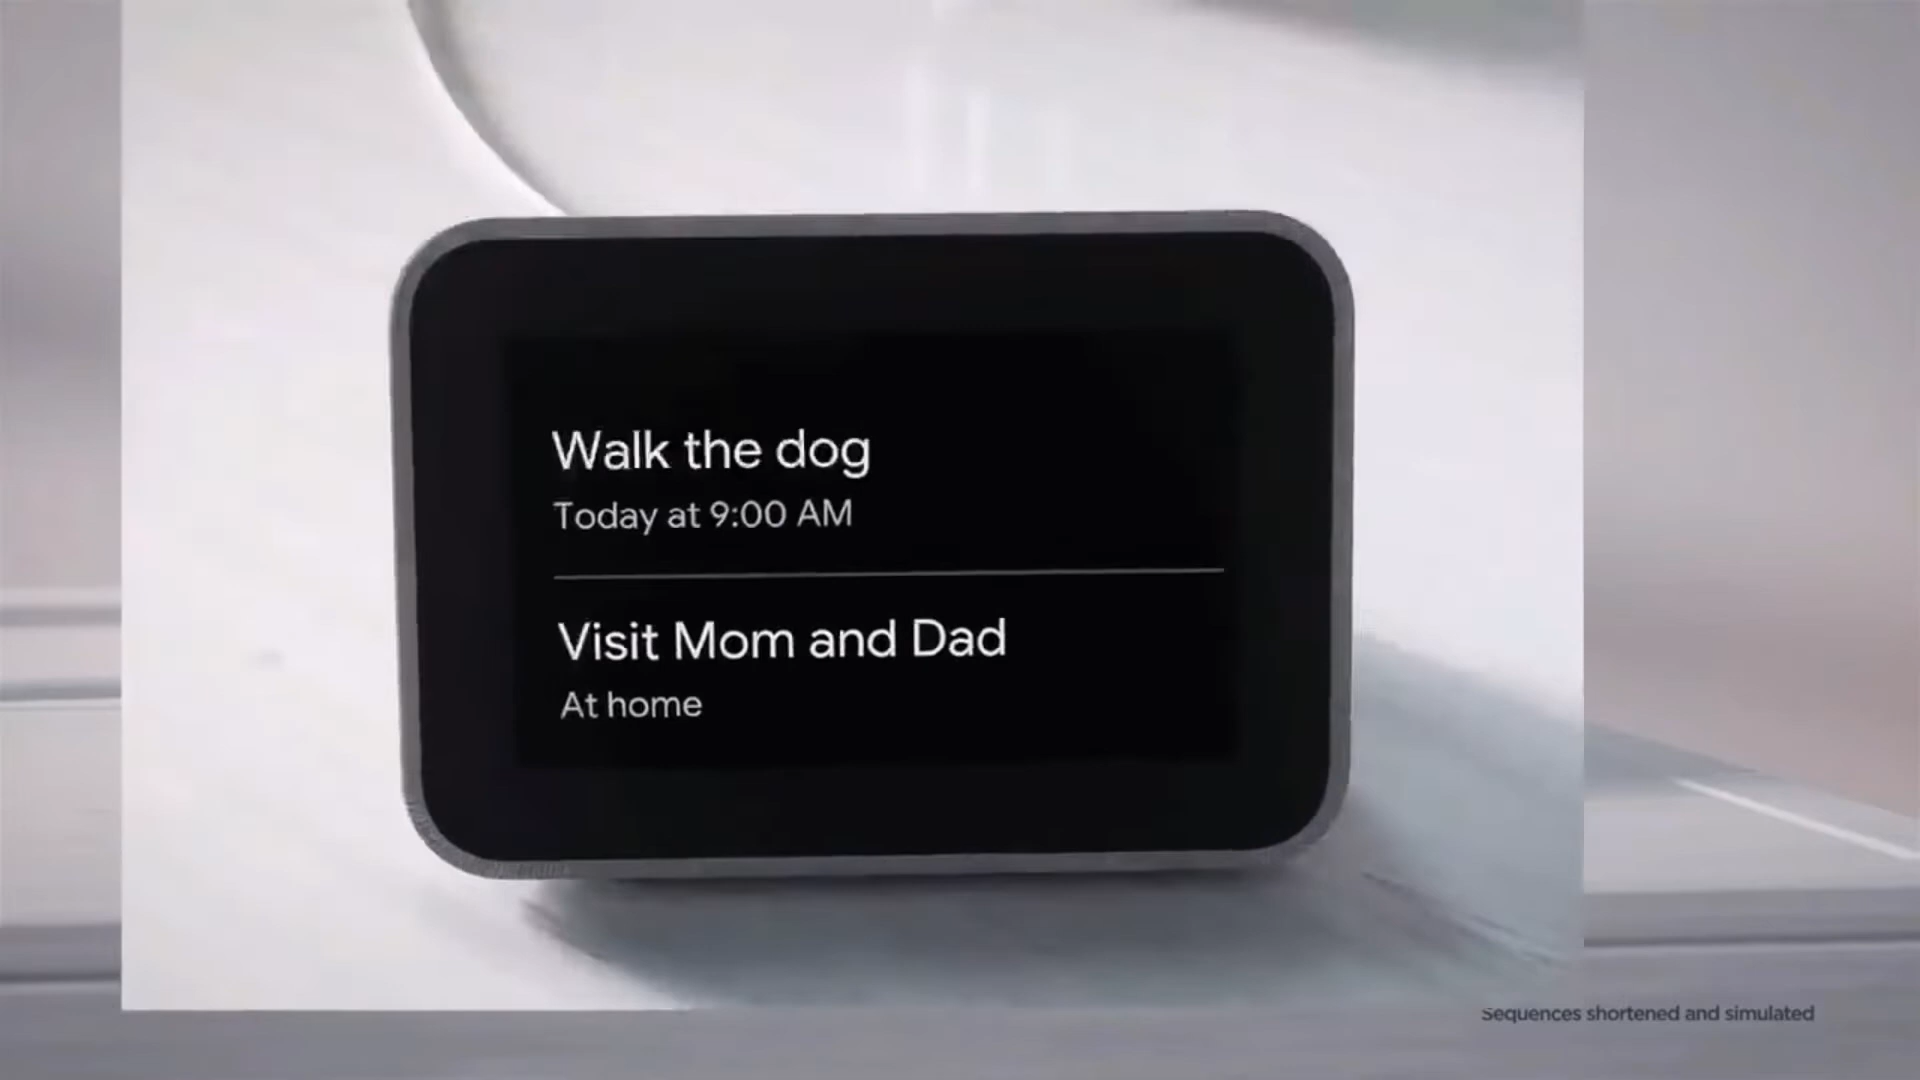 Walk the dog
Today at 9:00 AM
Visit Mom and Dad
At home
Sequences shortened and simulated